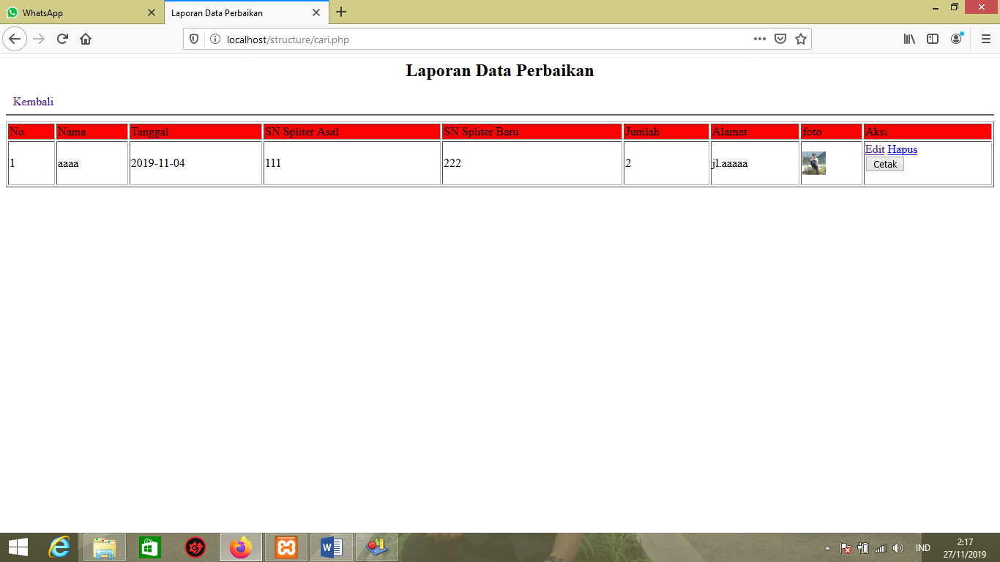 WhatsApp
Laporan Data Perbaikan
localhost/structure/cari.php
Laporan Data Perbaikan
Kembali
No. Nama Tanggal SN Spliter Asal SN Spliter Baru Jumlah Alamat foto Aksi
1 aaaa 2019-11-04 111 222 2 jl.aaaaa Edit Hapus
Cetak
IND
2:17
27/11/2019